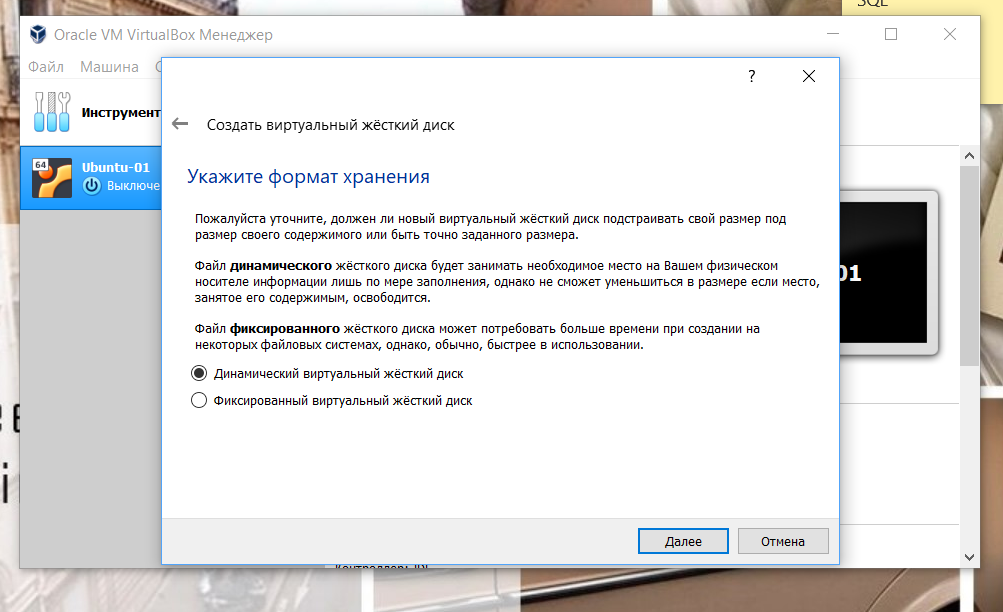 SQL
Oracle VM VirtualBox Менеджер
Файл Машина
Инструмент
64
Ubuntu-01
Выключе
?
Создать виртуальный жёсткий диск
Укажите формат хранения
Пожалуйста уточните, должен ли новый виртуальный жёсткий диск подстраивать свой размер под
размер своего содержимого или быть точно заданного размера.
Файл динамического жёсткого диска будет занимать необходимое место на Вашем физическом
носителе информации лишь по мере заполнения, однако не сможет уменьшиться в размере если место,
занятое его содержимым, освободится.
Файл фиксированного жёсткого диска может потребовать больше времени при создании на
некоторых файловых системах, однако, обычно, быстрее в использовании.
Динамический виртуальный жёсткий диск
Фиксированный виртуальный жёсткий диск
01
Далее Отмена